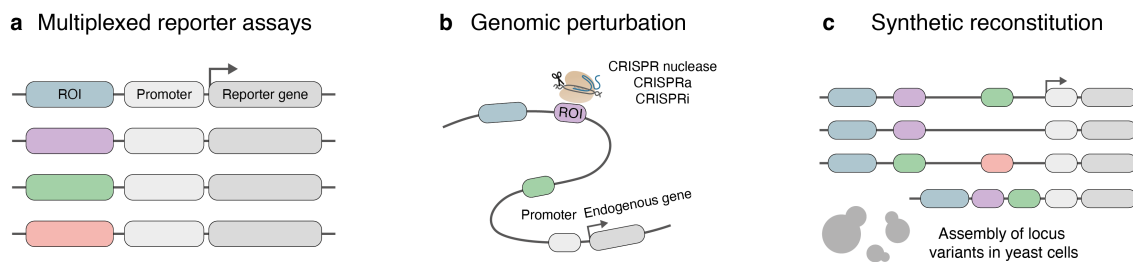 a Multiplexed reporter assays
ROI Promoter Reporter gene
b Genomic perturbation
CRISPR nuclease
CRISPRa
CRISPRi
ROI
Promoter Endogenous gene
c Synthetic reconstitution
Assembly of locus
variants in yeast cells